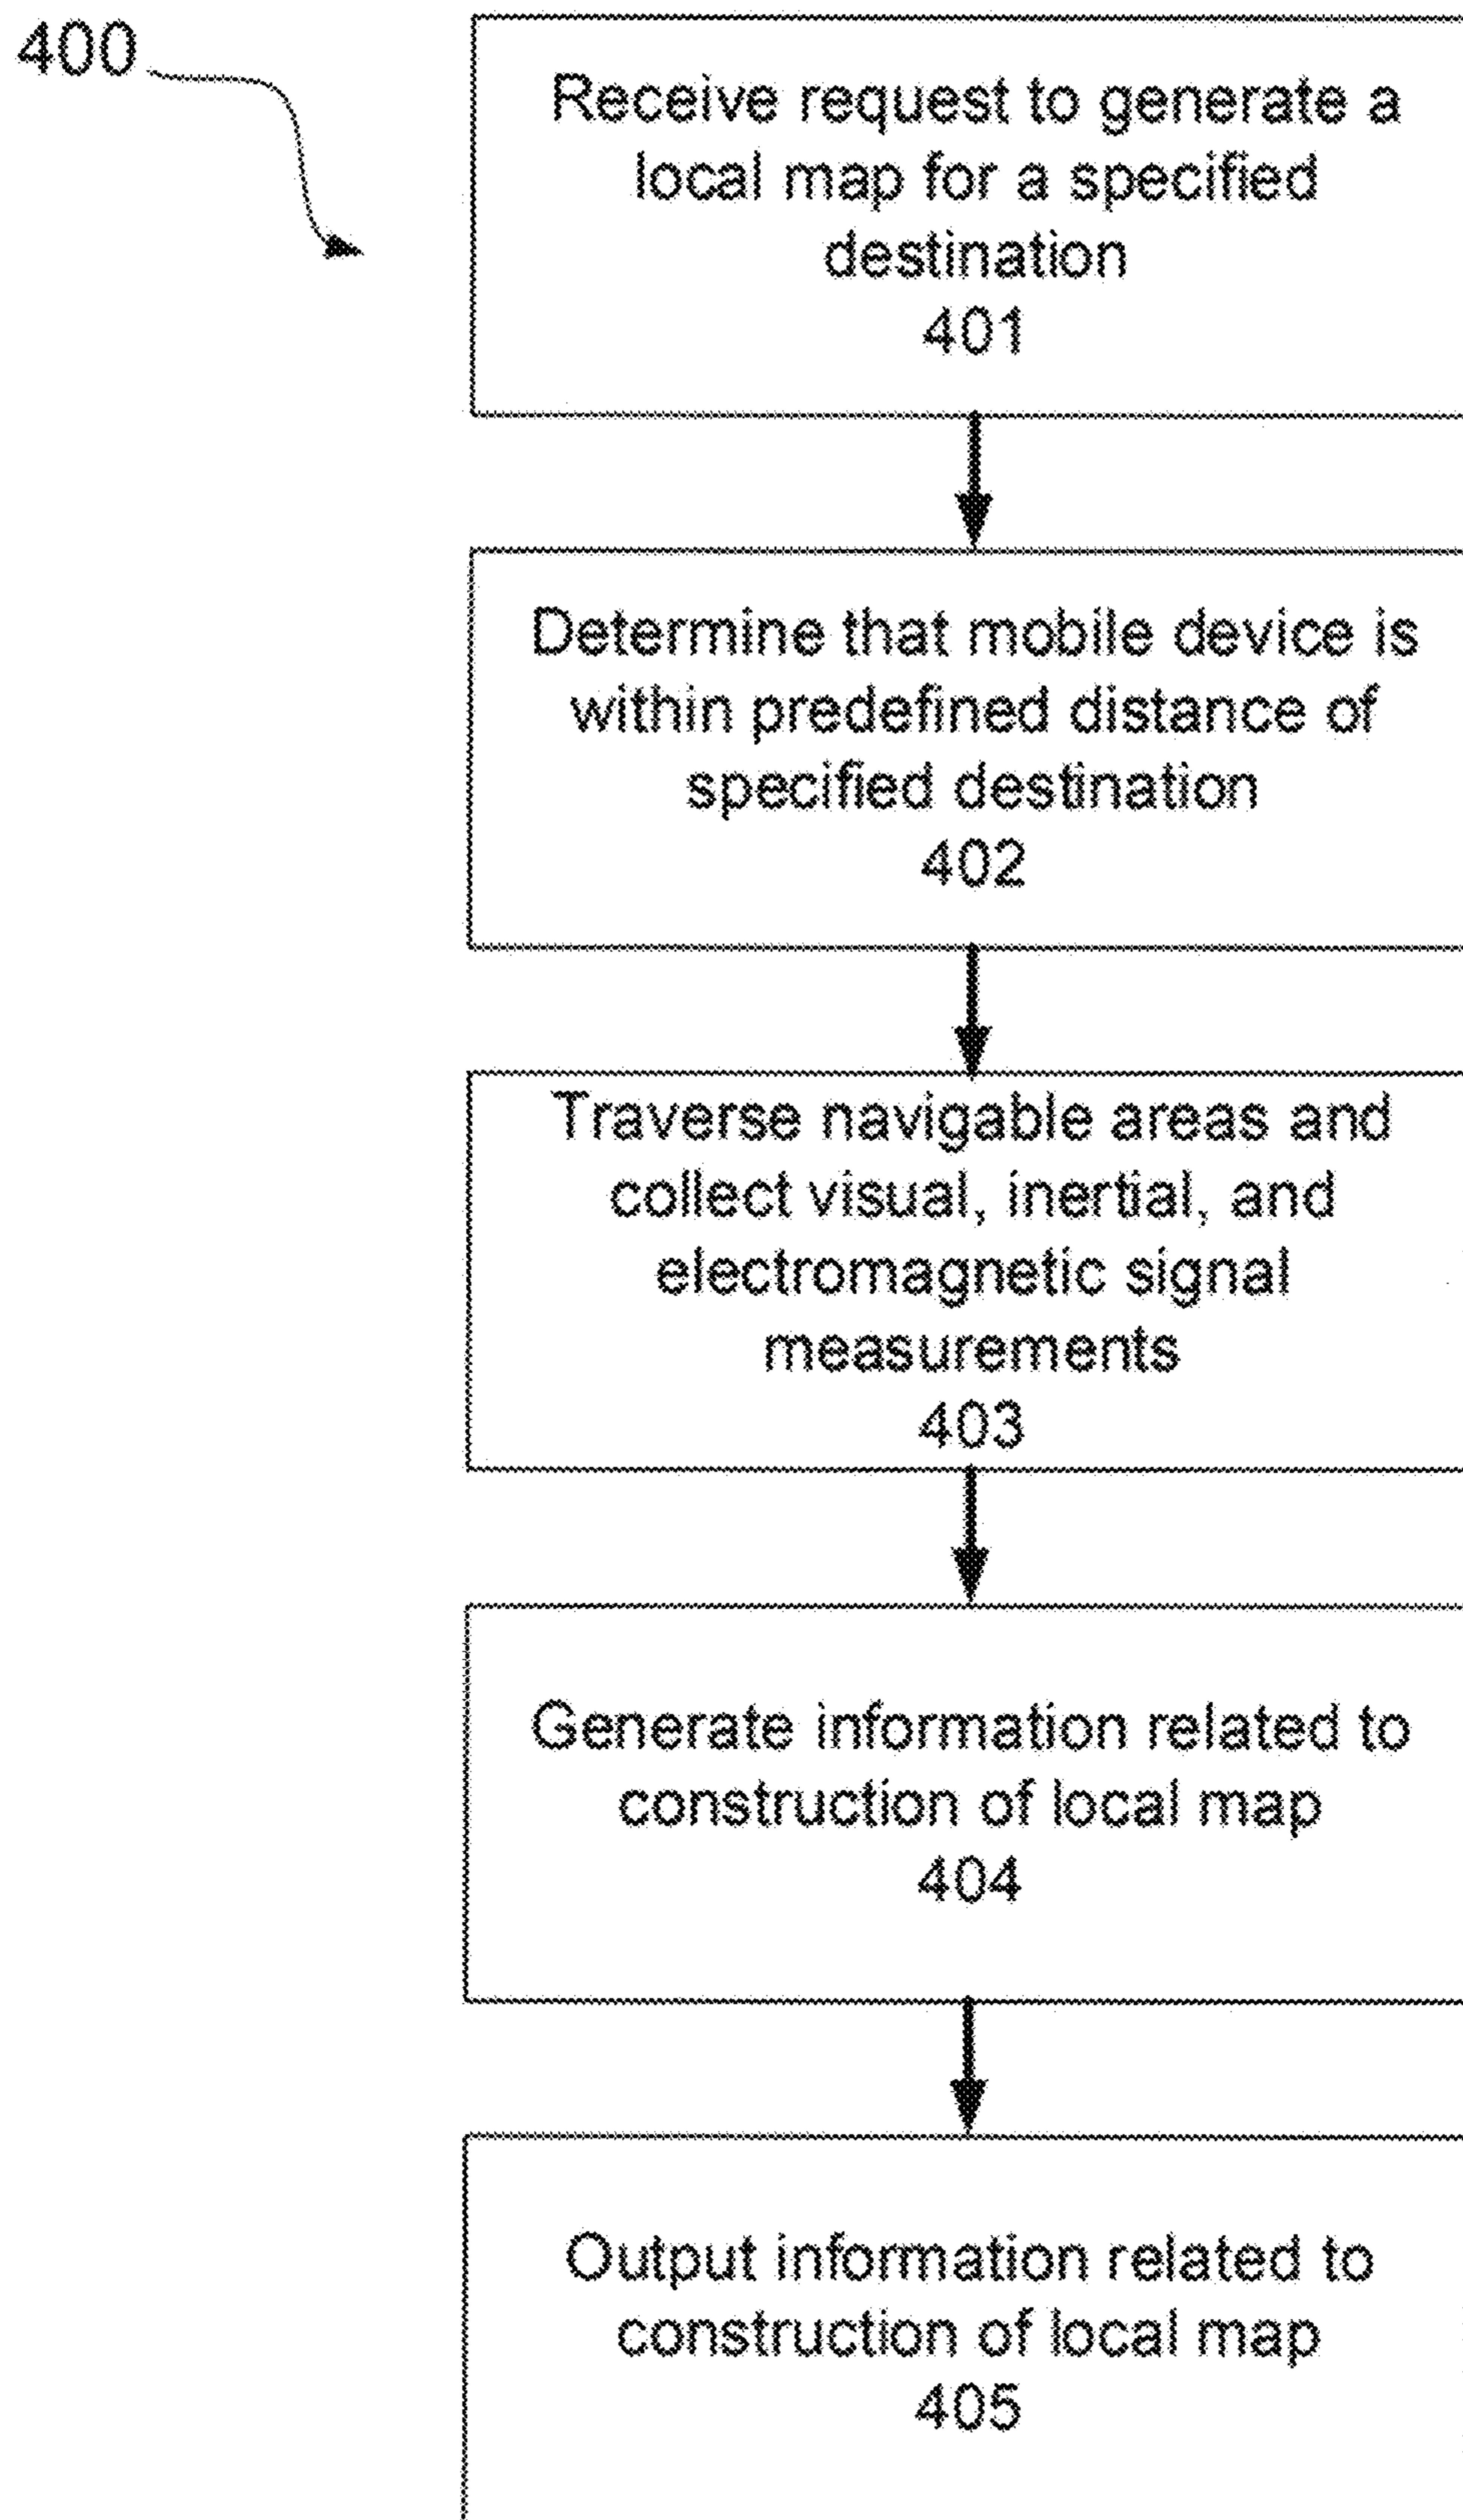 400
Receive request to generate a
local map for a specified
destination
401
Determine that mobile device is
within predefined distance of
specified destination
402
Traverse navigable areas and
collect visual, inertial, and
electromagnetic signal
measurements
403
Generate information related to
construction of local map
404
Output information related to
construction of local map
405